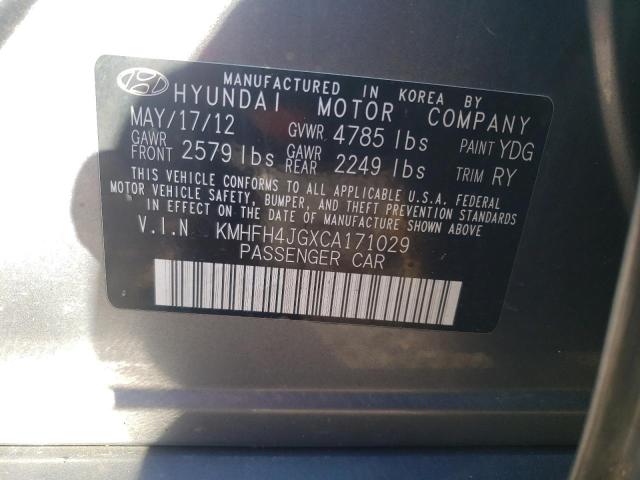 MANUFACTURED IN KOREA BY
HYUNDAI MOTOR COMPANY
MAY/17/12 GVWR 4785 lbs PAINT YDG
GAWR FRONT 2579 lbs GAWR REAR 2249 lbs TRIM RY
THIS VEHICLE CONFORMS TO ALL APPLICABLE U.S.A. FEDERAL
MOTOR VEHICLE SAFETY, BUMPER, AND THEFT PREVENTION STANDARDS
IN EFFECT ON THE DATE OF MANUFACTURE SHOWN ABOVE.
V.I.N KMHFH4JGXCA171029
PASSENGER CAR